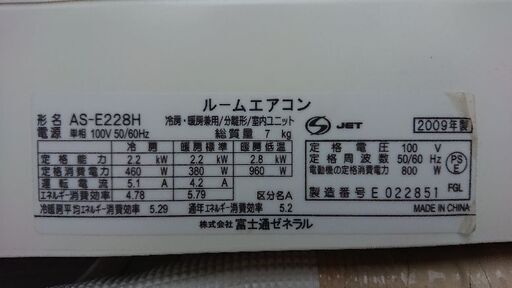 ルームエアコン
形名 AS-E228H 冷房・暖房兼用/分離形/室内ユニット
電源 単相 100V 50/60Hz 総質量 7 kg
冷房 暖房標準 暖房低温
定格能力 2.2 kW 2.2 kW 2.8 kW
定格消費電力 460 W 380 W 960 W
運転電流 5.1 A 4.2 A
エネルギー消費効率 4.78 5.79 区分名A
冷暖房平均エネルギー消費効率 5.29 通年エネルギー消費効率 5.2
株式会社 富士通ゼネラル
S JET 2009年製
定格電圧 100 V
定格周波数 50/60 Hz
電動機の定格消費電力 800 W
PSE
製造番号 E 022851 FGL
MADE IN CHINA